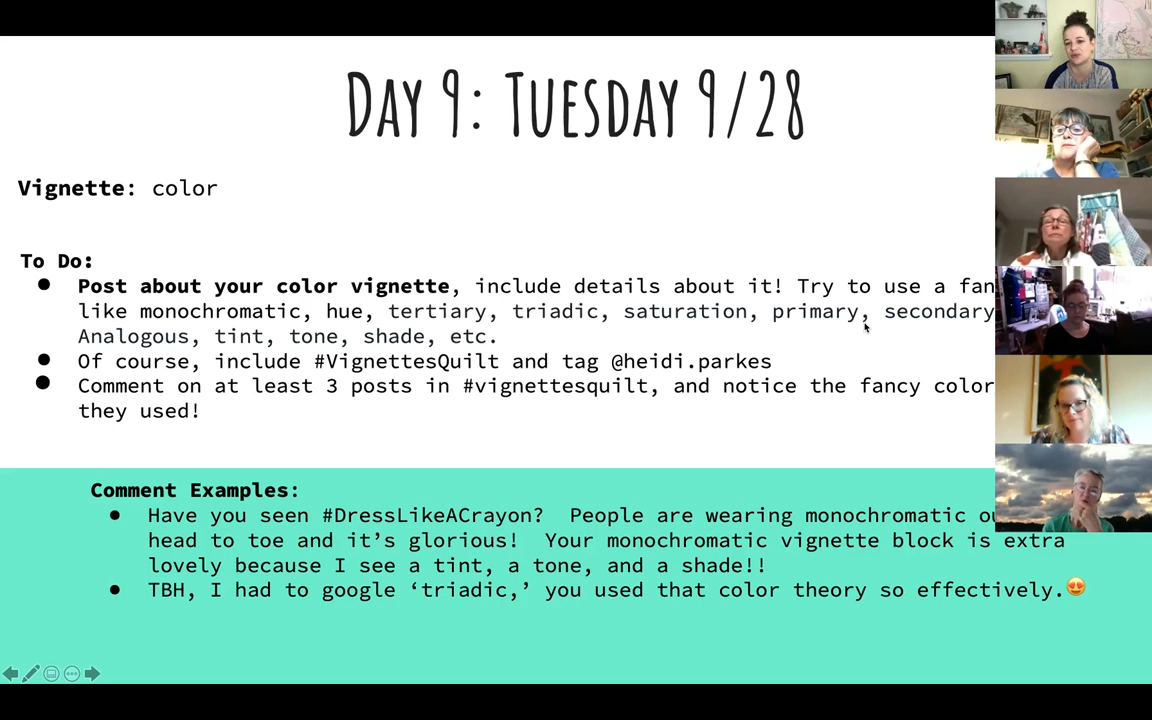 DAY 9: TUESDAY 9/28
Vignette: color
To Do:
● Post about your color vignette, include details about it! Try to use a fan
like monochromatic, hue, tertiary, triadic, saturation, primary, secondary
Analogous, tint, tone, shade, etc.
● Of course, include #VignettesQuilt and tag @heidi.parkes
● Comment on at least 3 posts in #vignettesquilt, and notice the fancy color
they used!
Comment Examples:
● Have you seen #DressLikeACrayon? People are wearing monochromatic ou
head to toe and it’s glorious! Your monochromatic vignette block is extra
lovely because I see a tint, a tone, and a shade!!
● TBH, I had to google ‘triadic,’ you used that color theory so effectively.😍